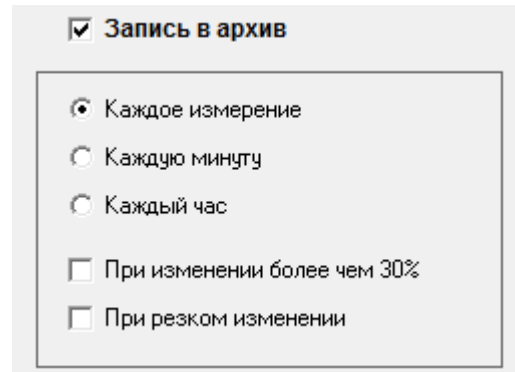 Запись в архив
Каждое измерение
Каждую минуту
Каждый час
При изменении более чем 30%
При резком изменении